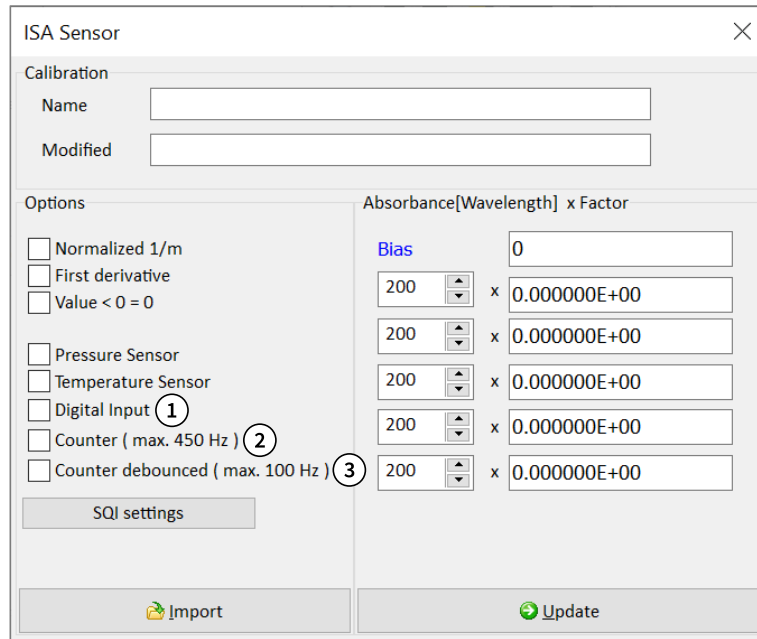 ISA Sensor
Calibration
Name
Modified
Options
Normalized 1/m
First derivative
Value < 0 = 0
Pressure Sensor
Temperature Sensor
Digital Input 1
Counter ( max. 450 Hz ) 2
Counter debounced ( max. 100 Hz ) 3
SQI settings
Import
Absorbance[Wavelength] x Factor
Bias 0
200 x 0.000000E+00
200 x 0.000000E+00
200 x 0.000000E+00
200 x 0.000000E+00
200 x 0.000000E+00
Update